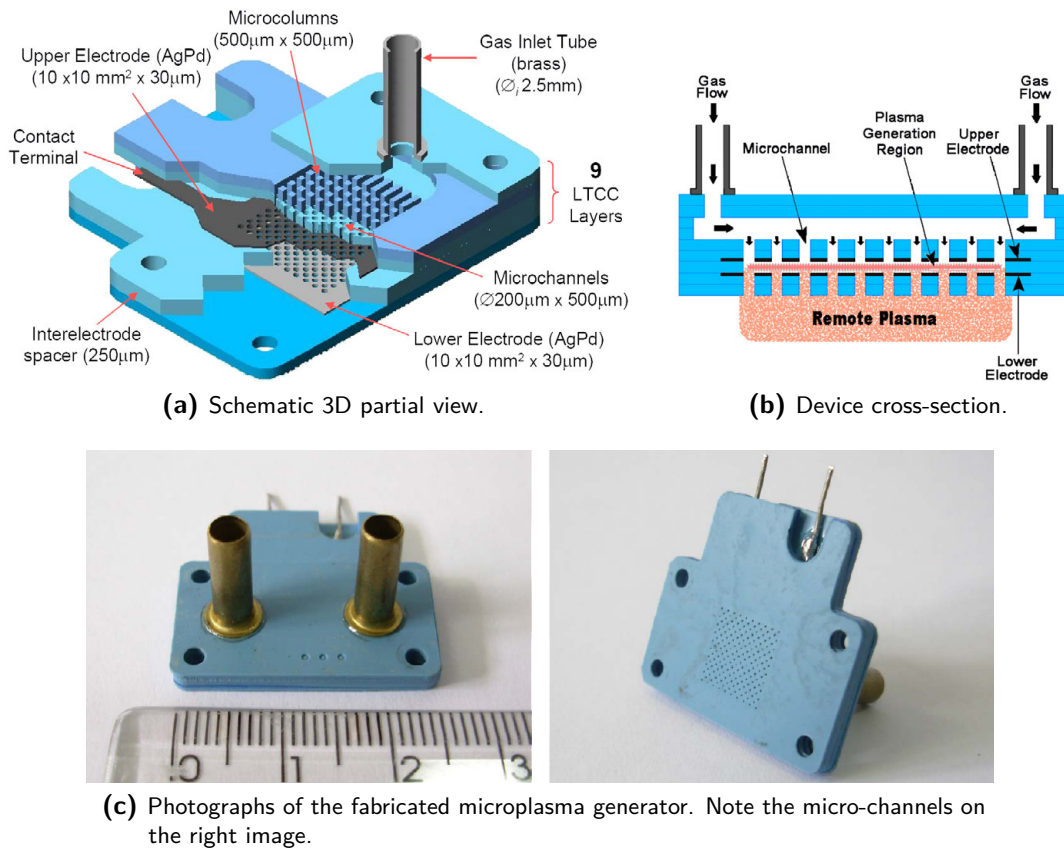 Microcolumns
(500μm x 500μm)
Upper Electrode (AgPd)
(10 x10 mm² x 30μm)
Gas Inlet Tube
(brass)
(∅ᵢ 2.5mm)
Contact
Terminal
9
LTCC
Layers
Microchannels
(∅200μm x 500μm)
Interelectrode
spacer (250μm)
Lower Electrode (AgPd)
(10 x10 mm² x 30μm)
(a) Schematic 3D partial view.
Gas
Flow
Gas
Flow
Plasma
Generation
Region
Upper
Electrode
Microchannel
Remote Plasma
Lower
Electrode
(b) Device cross-section.
0 1 2 3
(c) Photographs of the fabricated microplasma generator. Note the micro-channels on
the right image.